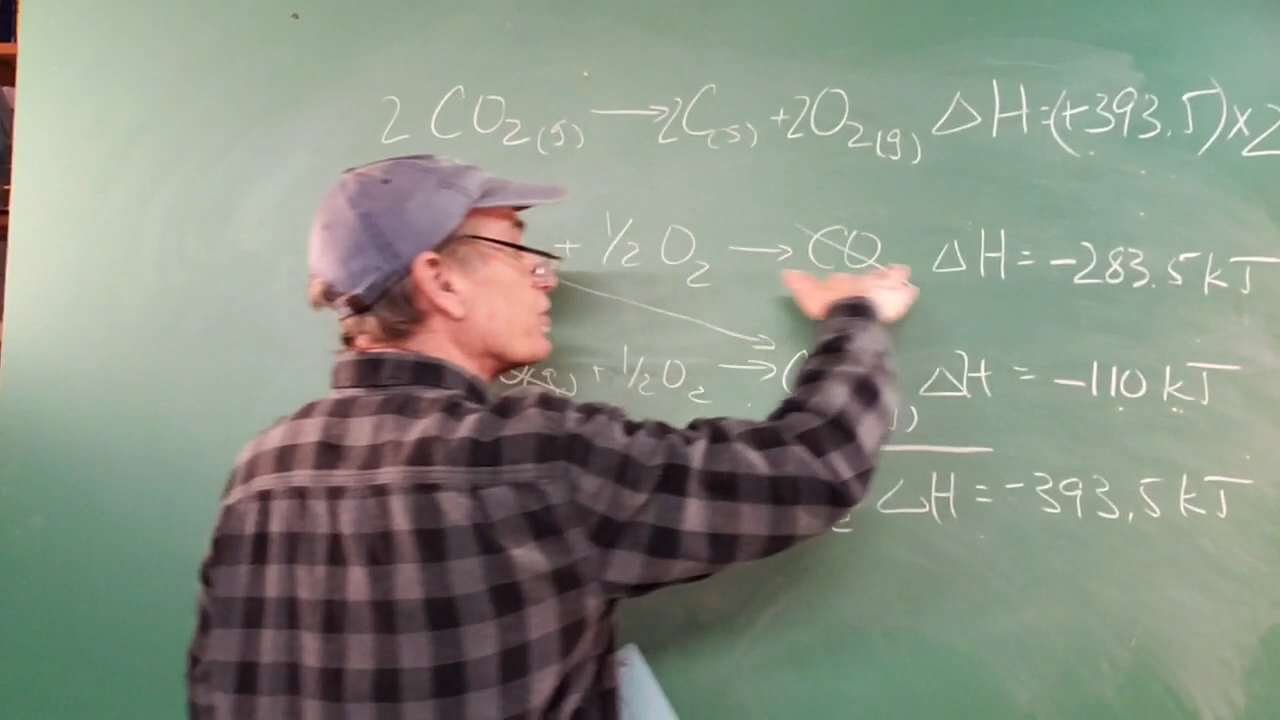 2 CO₂(g) → 2C(s) + 2O₂(g) ΔH = (+393.5) x 2
+ ½ O₂ → CO ΔH = -283.5 kJ
+ ½ O₂ → ΔH = -110 kJ
ΔH = -393.5 kJ